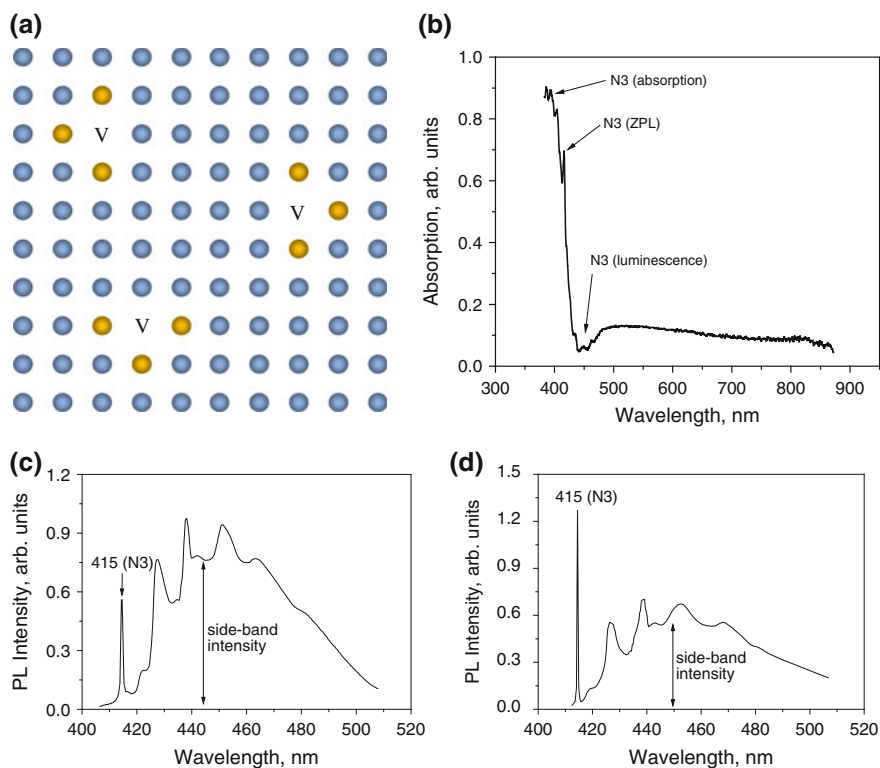 (a)
V
V
V
(b)
Absorption, arb. units
1.0
0.8
0.6
0.4
0.2
0.0
N3 (absorption)
N3 (ZPL)
N3 (luminescence)
300 400 500 600 700 800 900
Wavelength, nm
(c)
PL Intensity, arb. units
1.2
0.9
0.6
0.3
0.0
415 (N3)
side-band
intensity
400 420 440 460 480 500 520
Wavelength, nm
(d)
PL Intensity, arb. units
1.5
1.2
0.9
0.6
0.3
0.0
415 (N3)
side-band
intensity
400 420 440 460 480 500 520
Wavelength, nm